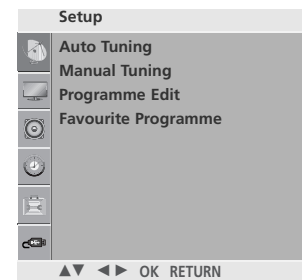 Setup
Auto Tuning
Manual Tuning
Programme Edit
Favourite Programme
▲▼ ◄► OK RETURN